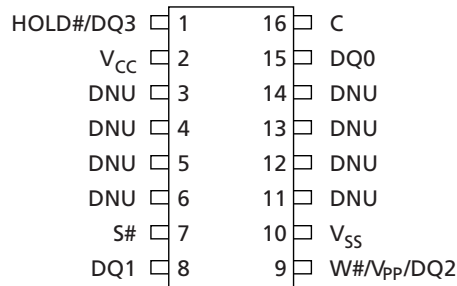 HOLD#/DQ3 1 16 C
VCC 2 15 DQ0
DNU 3 14 DNU
DNU 4 13 DNU
DNU 5 12 DNU
DNU 6 11 DNU
S# 7 10 VSS
DQ1 8 9 W#/VPP/DQ2